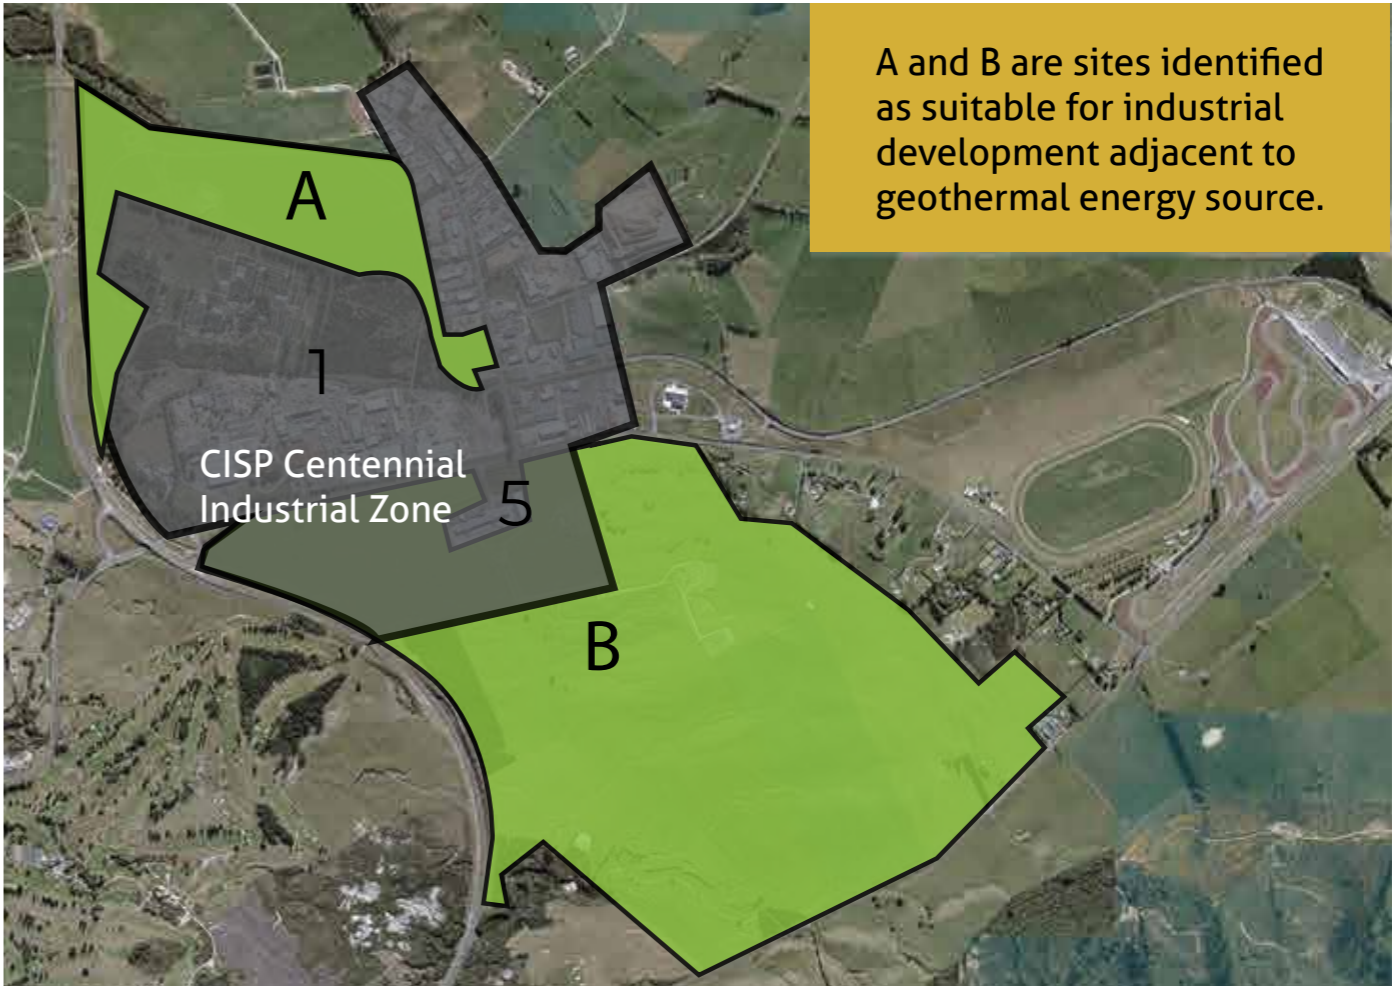 A and B are sites identified
as suitable for industrial
development adjacent to
geothermal energy source.
A
1
CISP Centennial
Industrial Zone
5
B